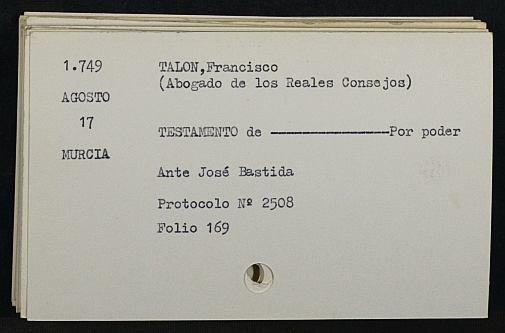 1.749 TALON,Francisco
(Abogado de los Reales Consejos)
AGOSTO
17
TESTAMENTO de ---------------Por poder
MURCIA
Ante José Bastida
Protocolo Nº 2508
Folio 169